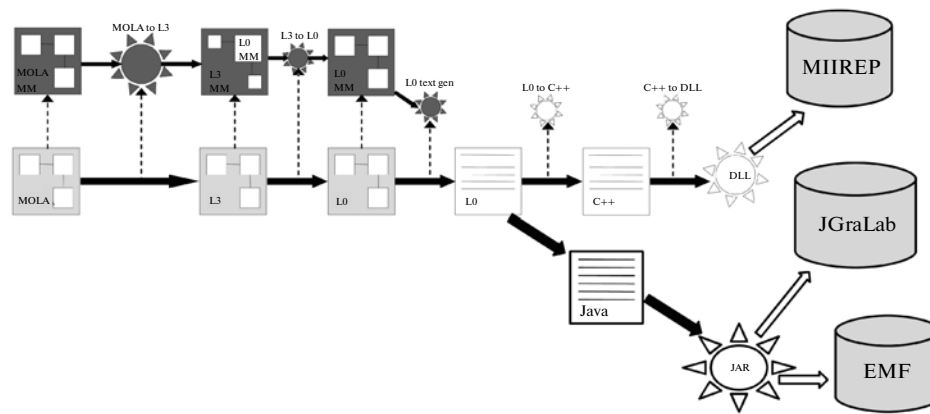 MOLA to L3
L3 to L0
MIIREP
MOLA
MM
L0
MM
L3
MM
L0
MM
L0 text gen
L0 to C++
C++ to DLL
MOLA
L3
L0
L0
C++
DLL
JGraLab
Java
JAR
EMF